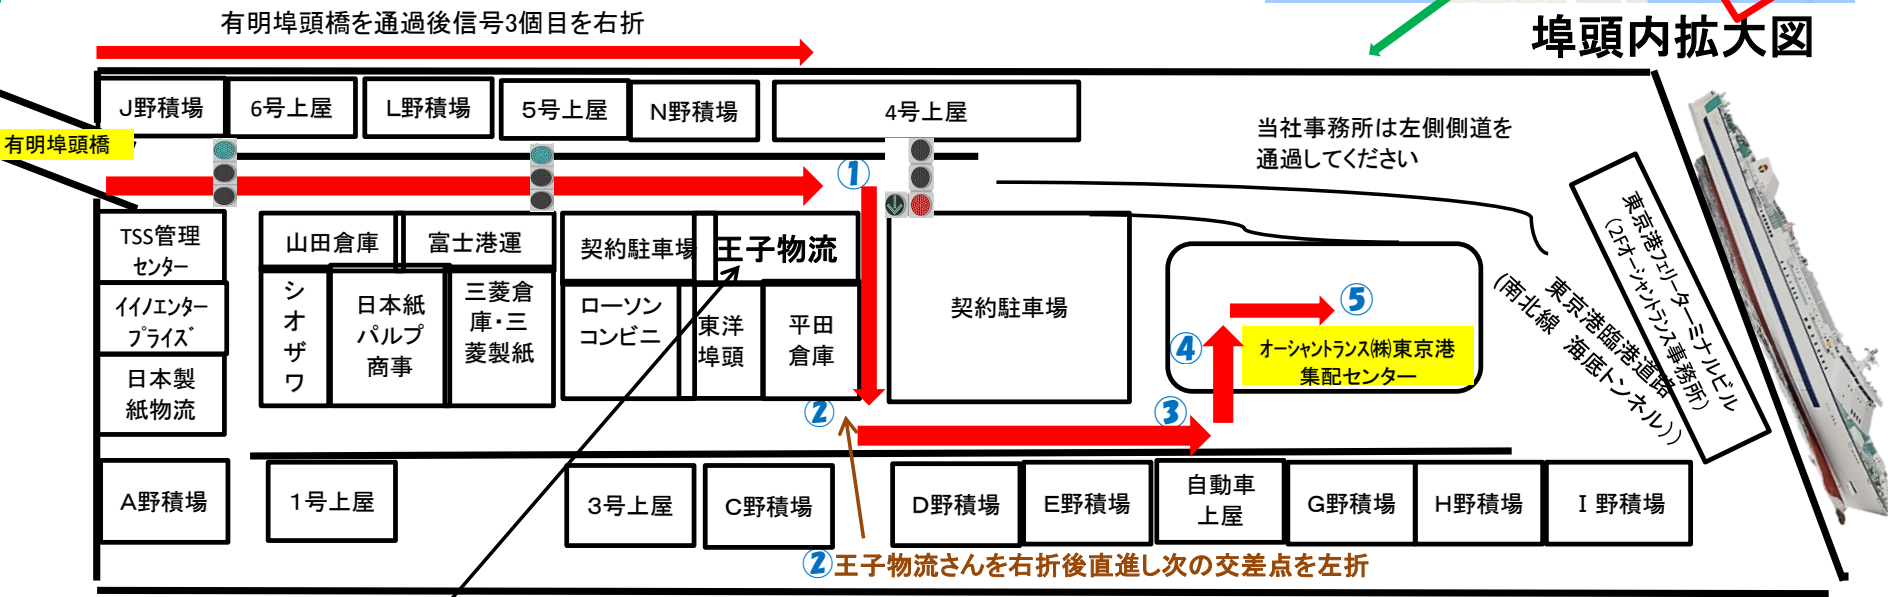 有明埠頭橋を通過後信号3個目を右折
埠頭内拡大図
J野積場
6号上屋
L野積場
5号上屋
N野積場
4号上屋
当社事務所は左側側道を
通過してください
有明埠頭橋
①
TSS管理
センター
山田倉庫
富士港運
契約駐車場
王子物流
イイノエンター
プライズ
シ
オ
ザ
ワ
日本紙
パルプ
商事
三菱倉
庫・三
菱製紙
ローソン
コンビニ
東洋
埠頭
平田
倉庫
契約駐車場
⑤
④
オーシャントランス㈱東京港
集配センター
東京港臨港道路
(南北線 海底トンネル))
東京港フェリーターミナルビル
(2Fオーシャントランス事務所)
日本製
紙物流
②
③
A野積場
1号上屋
3号上屋
C野積場
D野積場
E野積場
自動車
上屋
G野積場
H野積場
I 野積場
②王子物流さんを右折後直進し次の交差点を左折